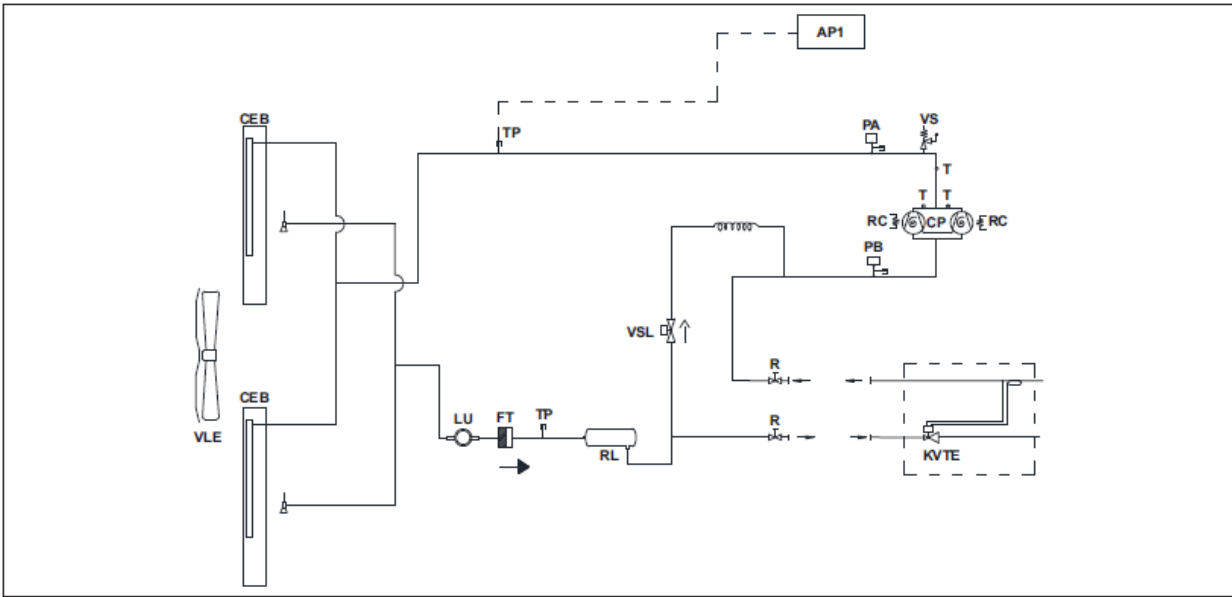 AP1
CEB
TP
PA
VS
T
T
T
RC
CP
RC
PB
VSL
R
CEB
VLE
LU
FT
TP
RL
R
KVTE